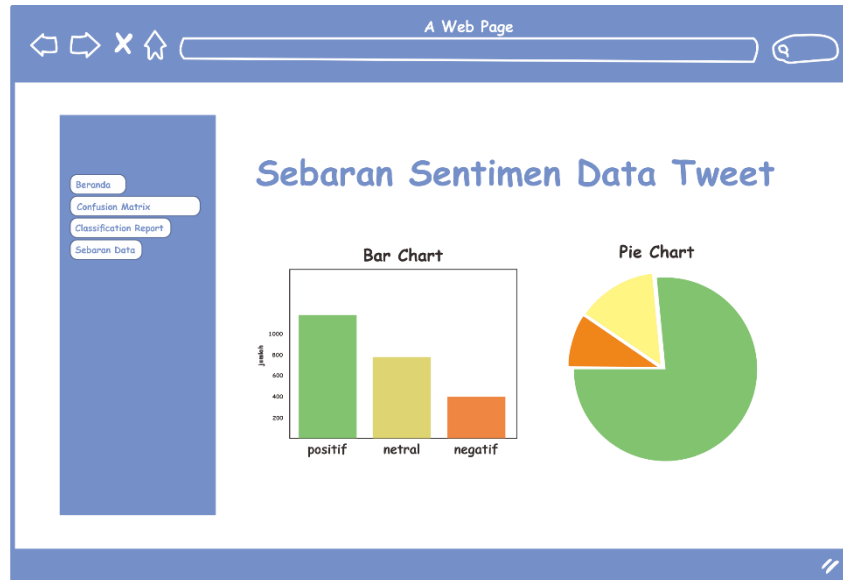 A Web Page
Beranda
Confusion Matrix
Classification Report
Sebaran Data
Sebaran Sentimen Data Tweet
Bar Chart
jumlah
1000
800
600
400
200
positif
netral
negatif
Pie Chart